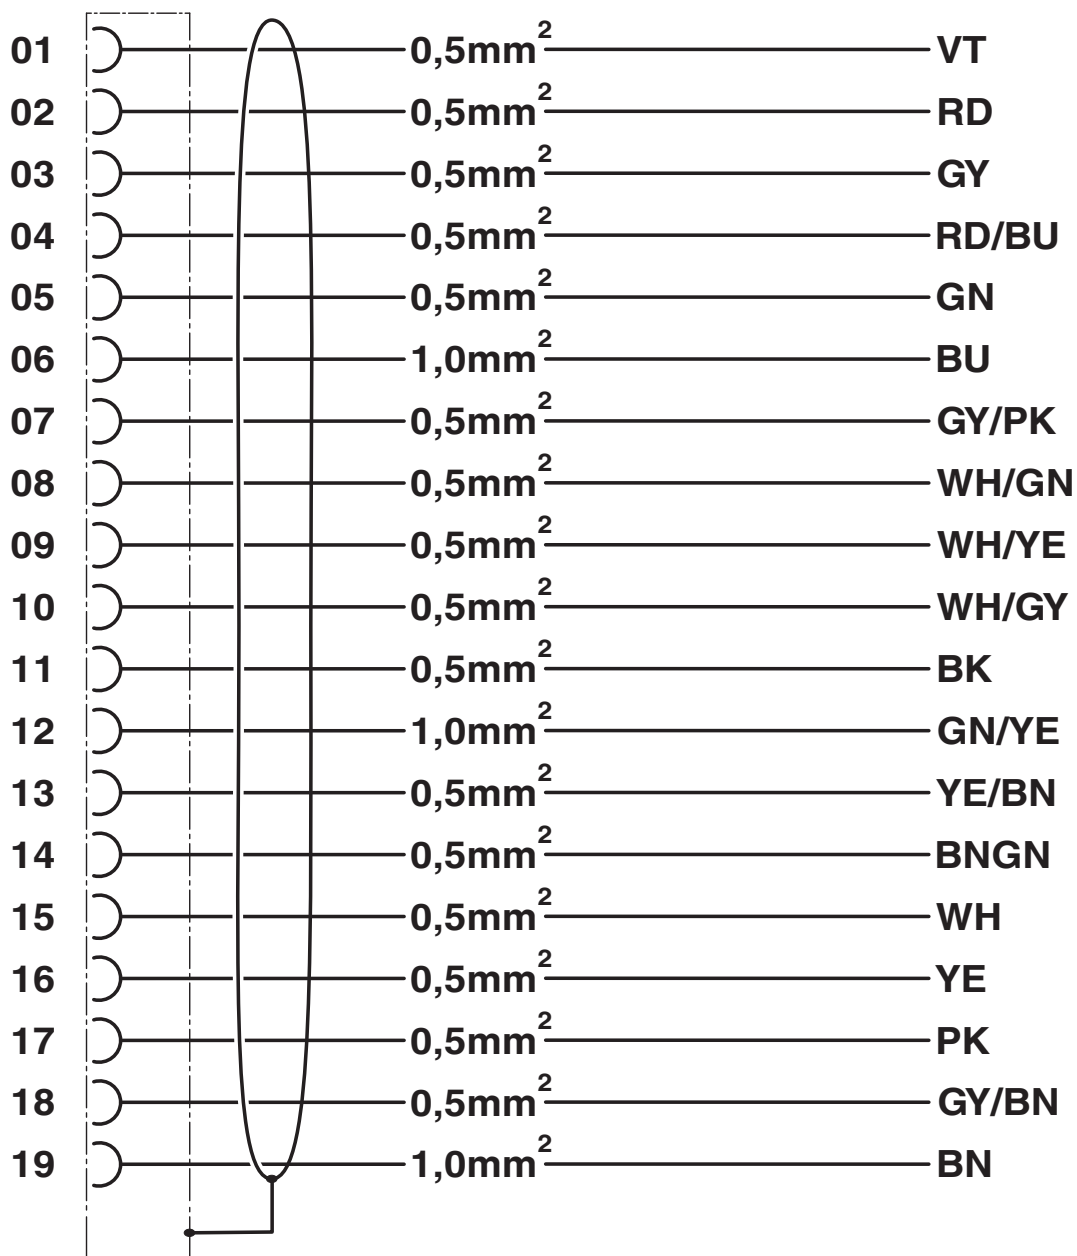 01 0,5mm² VT
02 0,5mm² RD
03 0,5mm² GY
04 0,5mm² RD/BU
05 0,5mm² GN
06 1,0mm² BU
07 0,5mm² GY/PK
08 0,5mm² WH/GN
09 0,5mm² WH/YE
10 0,5mm² WH/GY
11 0,5mm² BK
12 1,0mm² GN/YE
13 0,5mm² YE/BN
14 0,5mm² BNGN
15 0,5mm² WH
16 0,5mm² YE
17 0,5mm² PK
18 0,5mm² GY/BN
19 1,0mm² BN